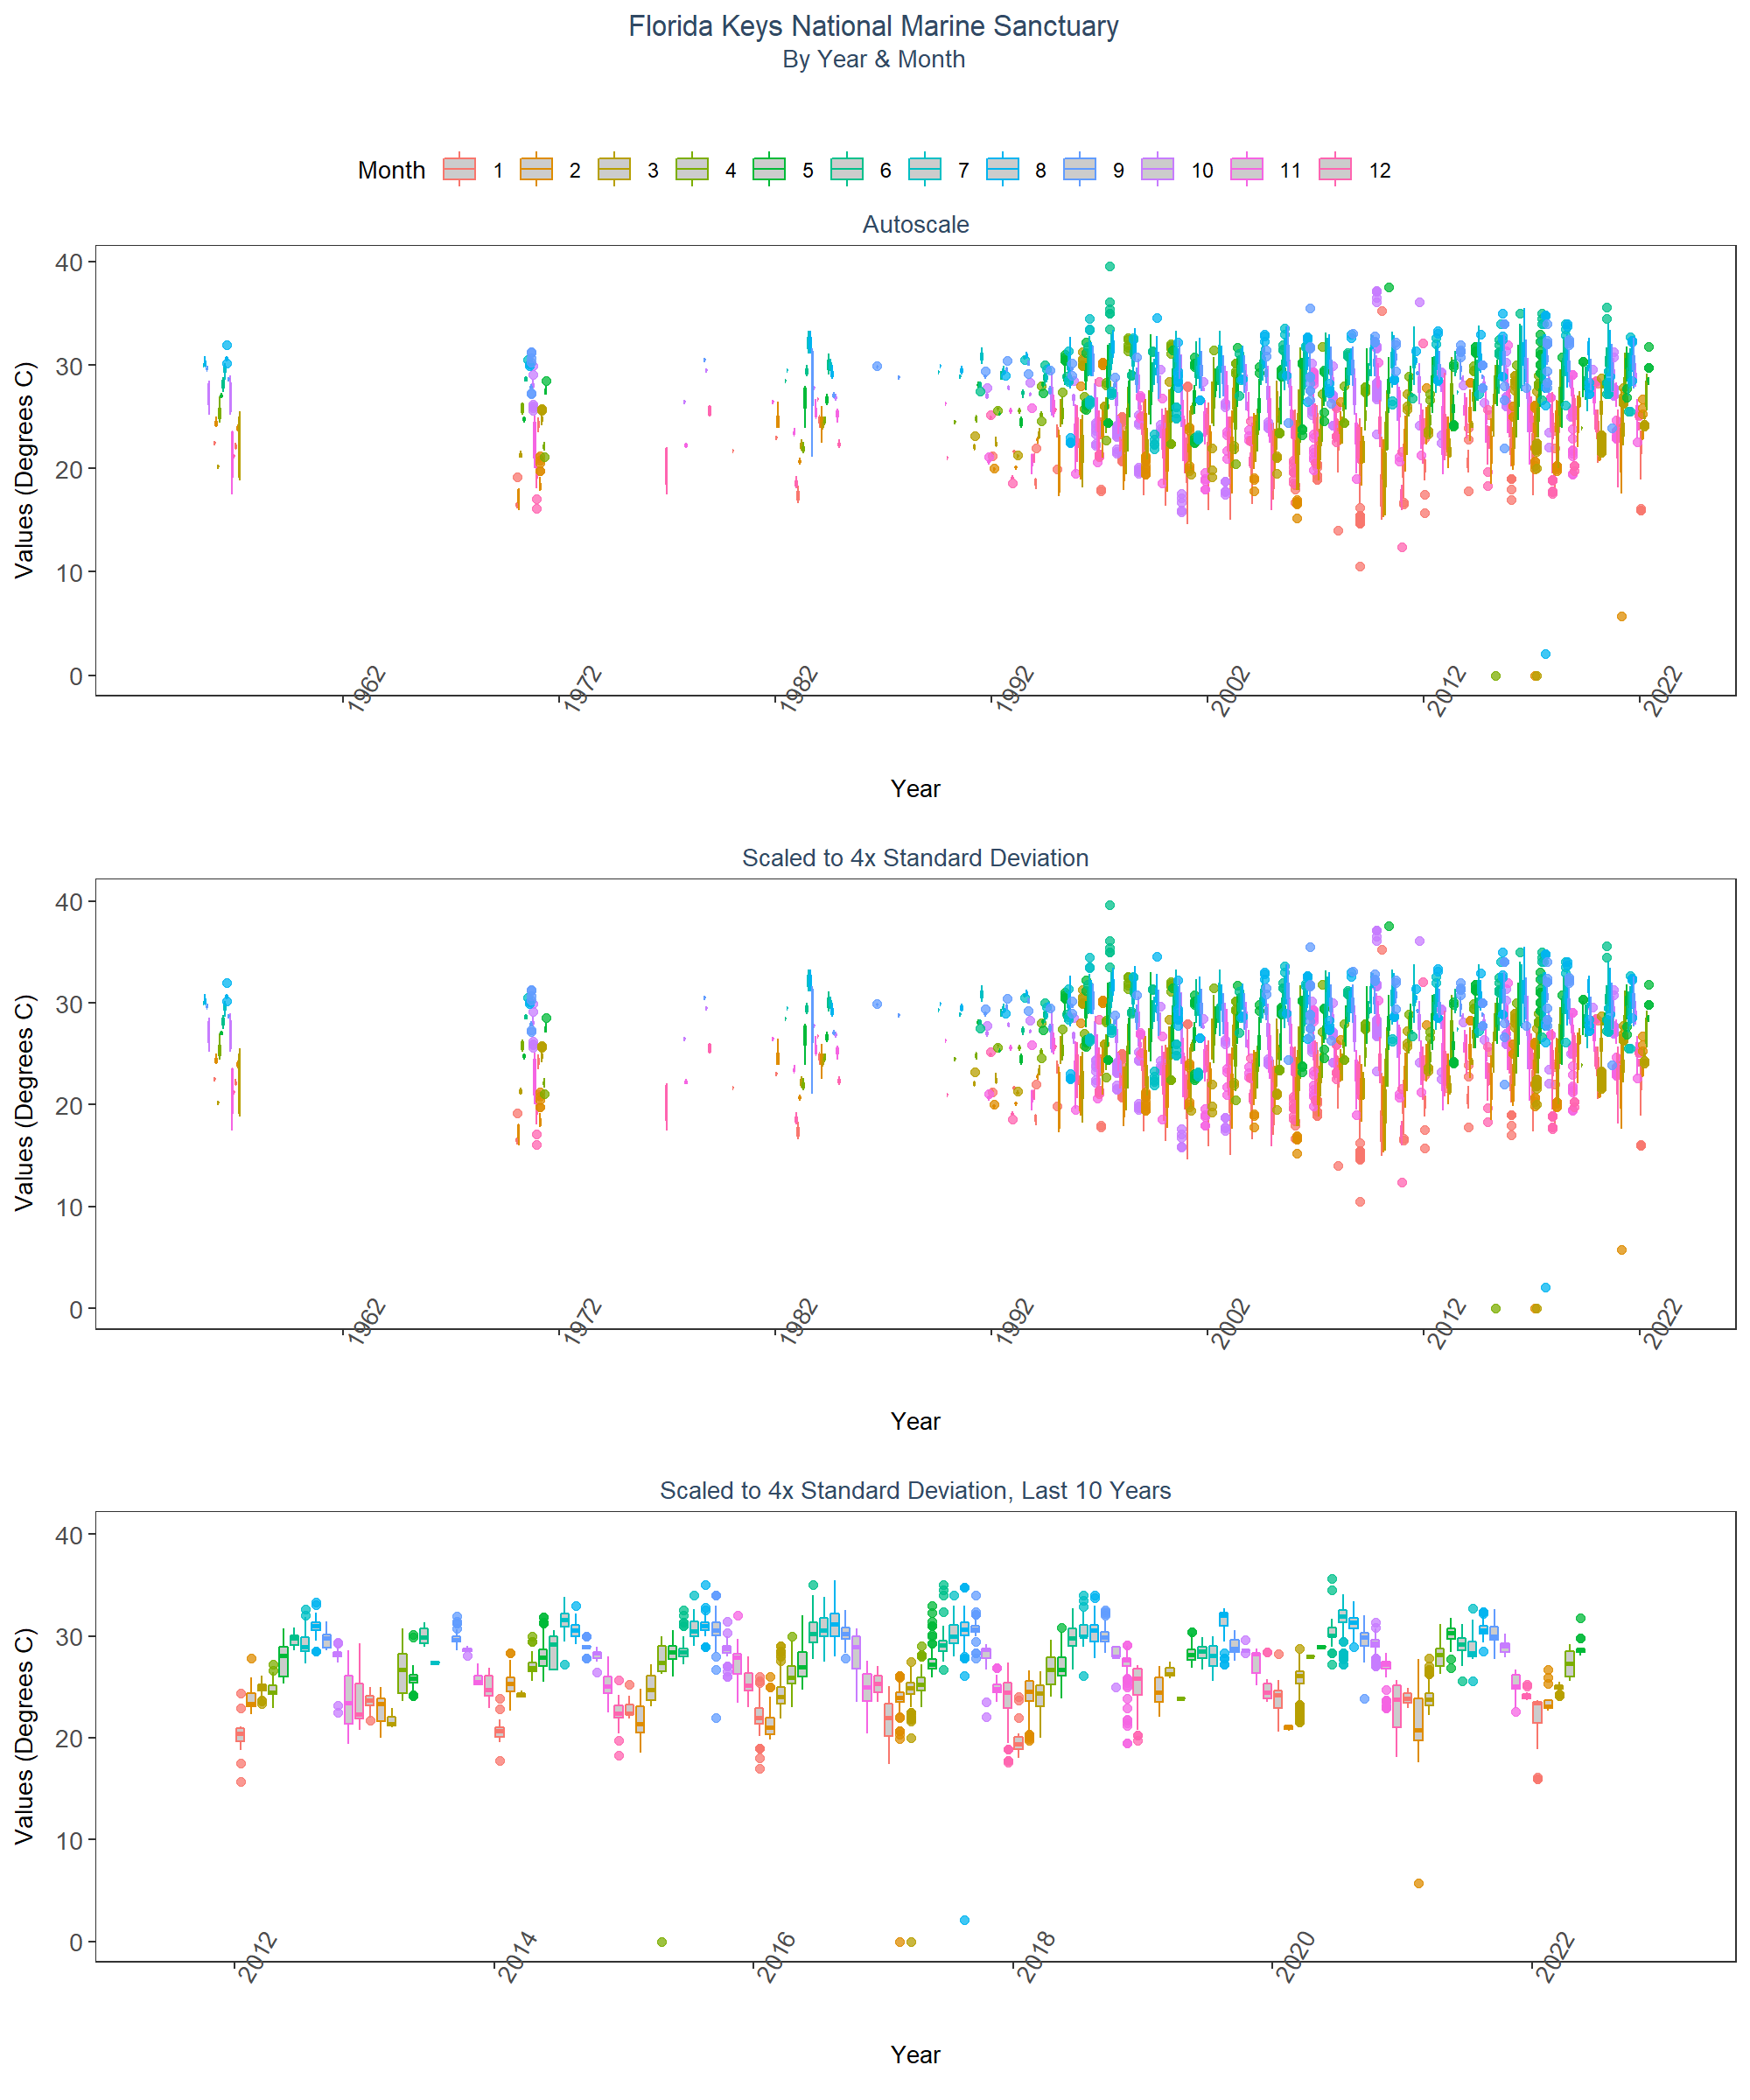 Florida Keys National Marine Sanctuary
By Year & Month
Month 1 2 3 4 5 6 7 8 9 10 11 12
Autoscale
Values (Degrees C)
40
30
20
10
0
1962 1972 1982 1992 2002 2012 2022
Year
Scaled to 4x Standard Deviation
Values (Degrees C)
40
30
20
10
0
1962 1972 1982 1992 2002 2012 2022
Year
Scaled to 4x Standard Deviation, Last 10 Years
Values (Degrees C)
40
30
20
10
0
2012 2014 2016 2018 2020 2022
Year